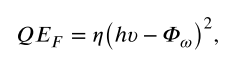 QE_F = η(hυ − Φ_ω)²,